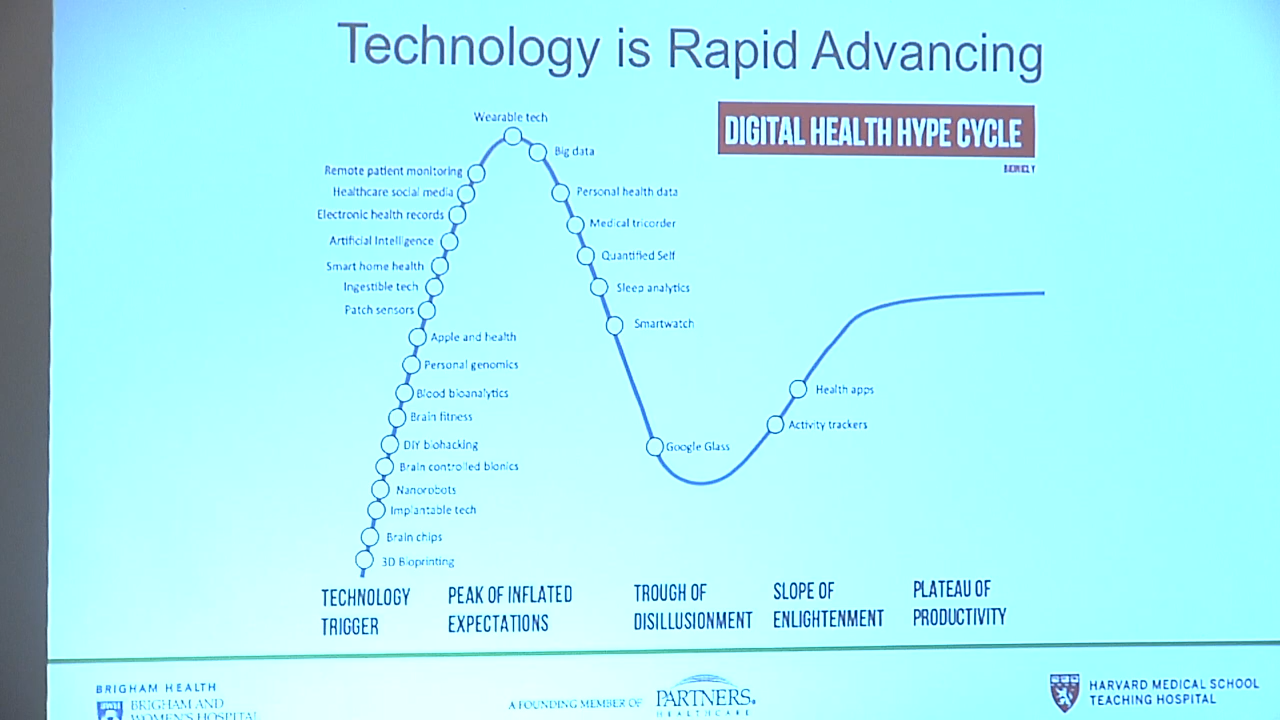 Technology is Rapid Advancing
DIGITAL HEALTH HYPE CYCLE
Wearable tech
Big data
Remote patient monitoring
Healthcare social media
Personal health data
Electronic health records
Medical tricorder
Artificial Intelligence
Quantified Self
Smart home health
Ingestible tech
Sleep analytics
Patch sensors
Smartwatch
Apple and health
Personal genomics
Blood bioanalytics
Health apps
Brain fitness
Activity trackers
DIY biohacking
Google Glass
Brain controlled bionics
Nanorobots
Implantable tech
Brain chips
3D Bioprinting
TECHNOLOGY
TRIGGER
PEAK OF INFLATED
EXPECTATIONS
TROUGH OF
DISILLUSIONMENT
SLOPE OF
ENLIGHTENMENT
PLATEAU OF
PRODUCTIVITY
BRIGHAM HEALTH
BRIGHAM AND
WOMEN'S HOSPITAL
A FOUNDING MEMBER OF
PARTNERS.
HEALTHCARE
HARVARD MEDICAL SCHOOL
TEACHING HOSPITAL